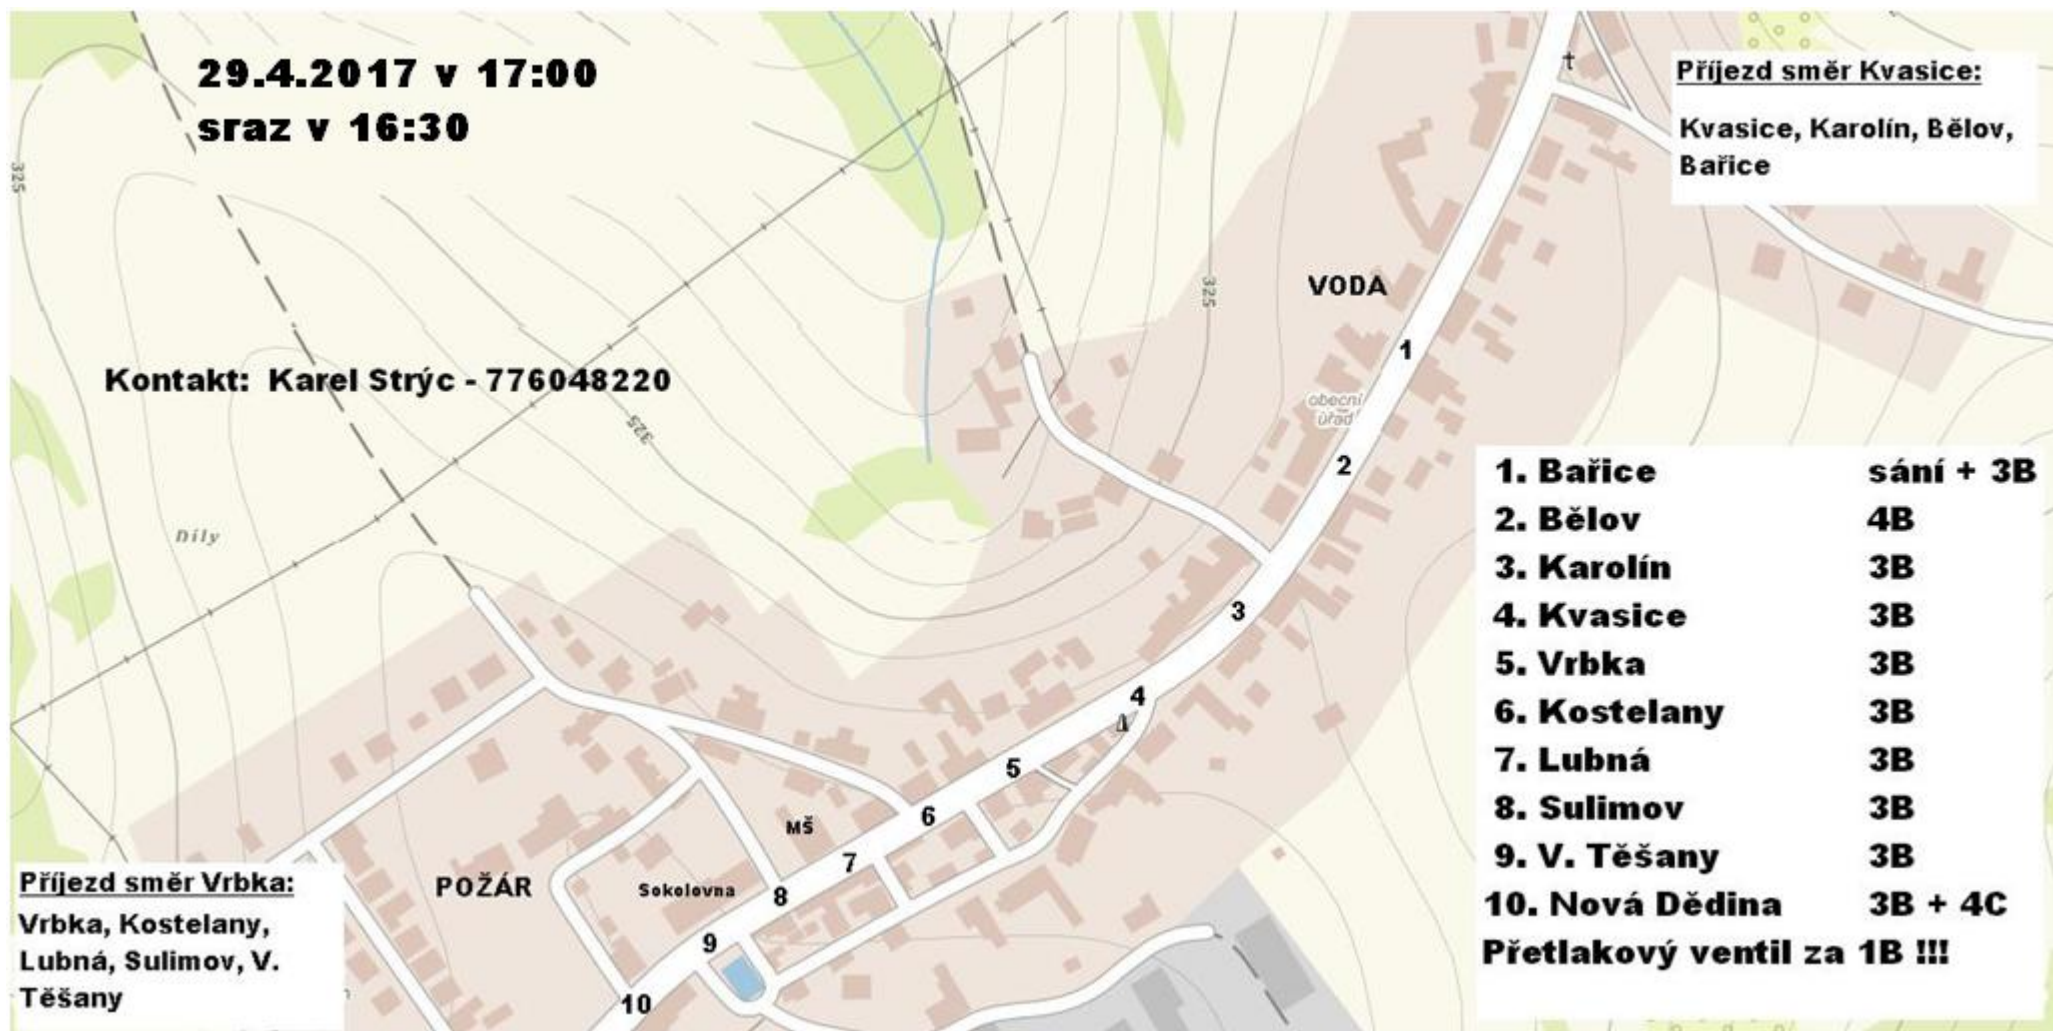 29.4.2017 v 17:00
sraz v 16:30
Příjezd směr Kvasice:
Kvasice, Karolín, Bělov,
Bařice
325
325
VODA
Kontakt: Karel Strýc - 776048220
1
obecní
úřad
325
2
Díly
3
4
5
6
MŠ
7
POŽÁR
Sokolovna
8
9
10
1. Bařice sání + 3B
2. Bělov 4B
3. Karolín 3B
4. Kvasice 3B
5. Vrbka 3B
6. Kostelany 3B
7. Lubná 3B
8. Sulimov 3B
9. V. Těšany 3B
10. Nová Dědina 3B + 4C
Přetlakový ventil za 1B !!!
Příjezd směr Vrbka:
Vrbka, Kostelany,
Lubná, Sulimov, V.
Těšany